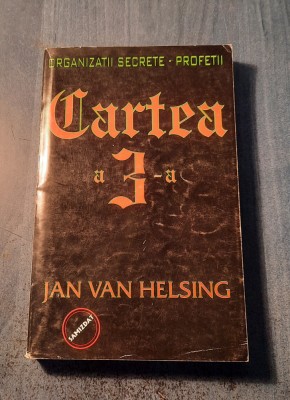 ORGANIZATII SECRETE - PROFETII
Cartea
a 3-a
JAN VAN HELSING
SAMIZDAT